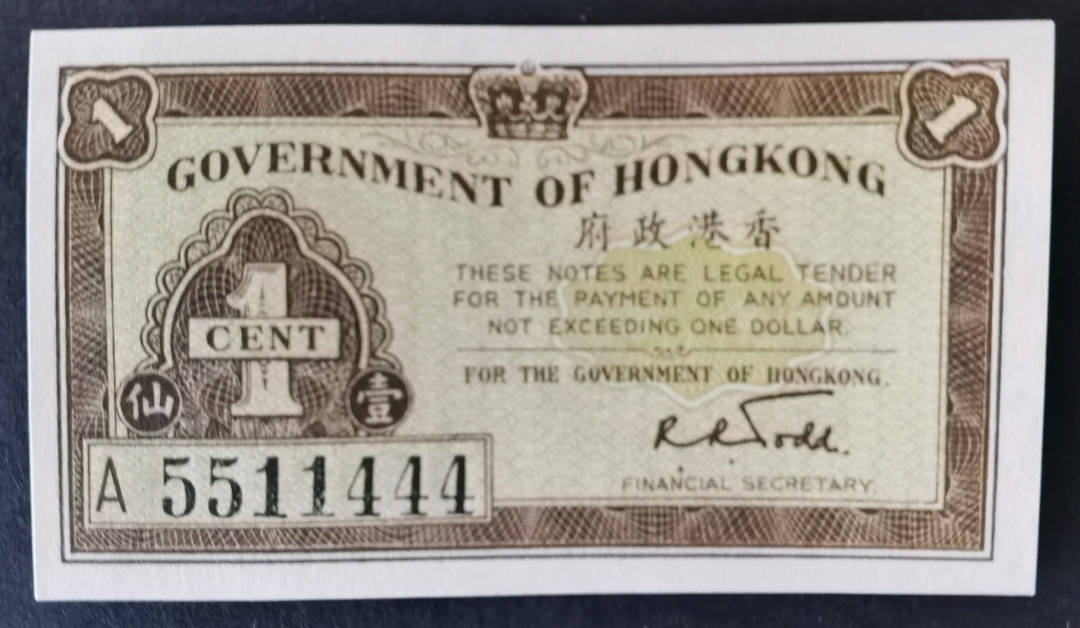 1
1
GOVERNMENT OF HONGKONG
府政港香
THESE NOTES ARE LEGAL TENDER
FOR THE PAYMENT OF ANY AMOUNT
NOT EXCEEDING ONE DOLLAR.
FOR THE GOVERNMENT OF HONGKONG.
R R Todd.
FINANCIAL SECRETARY.
1
CENT
仙 壹
A 5511444